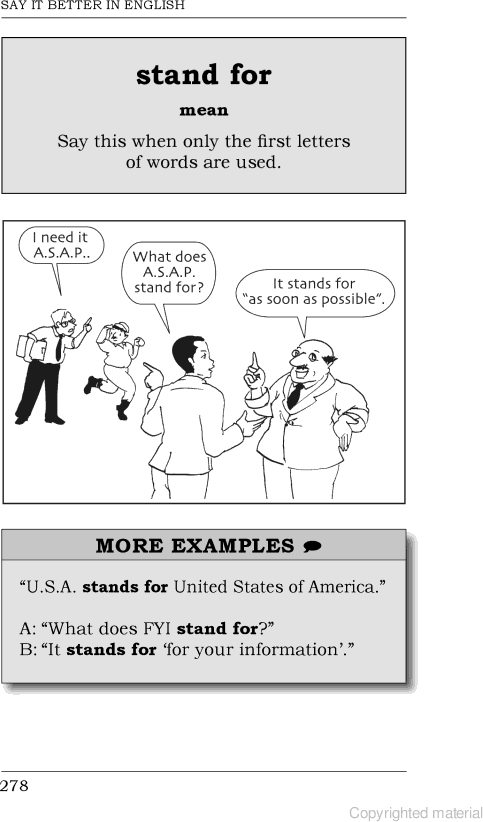 SAY IT BETTER IN ENGLISH
stand for
mean
Say this when only the first letters
of words are used.
I need it
A.S.A.P..
What does
A.S.A.P.
stand for?
It stands for
“as soon as possible”.
MORE EXAMPLES
“U.S.A. stands for United States of America.”
A: “What does FYI stand for?”
B: “It stands for ‘for your information’.”
278
Copyrighted material